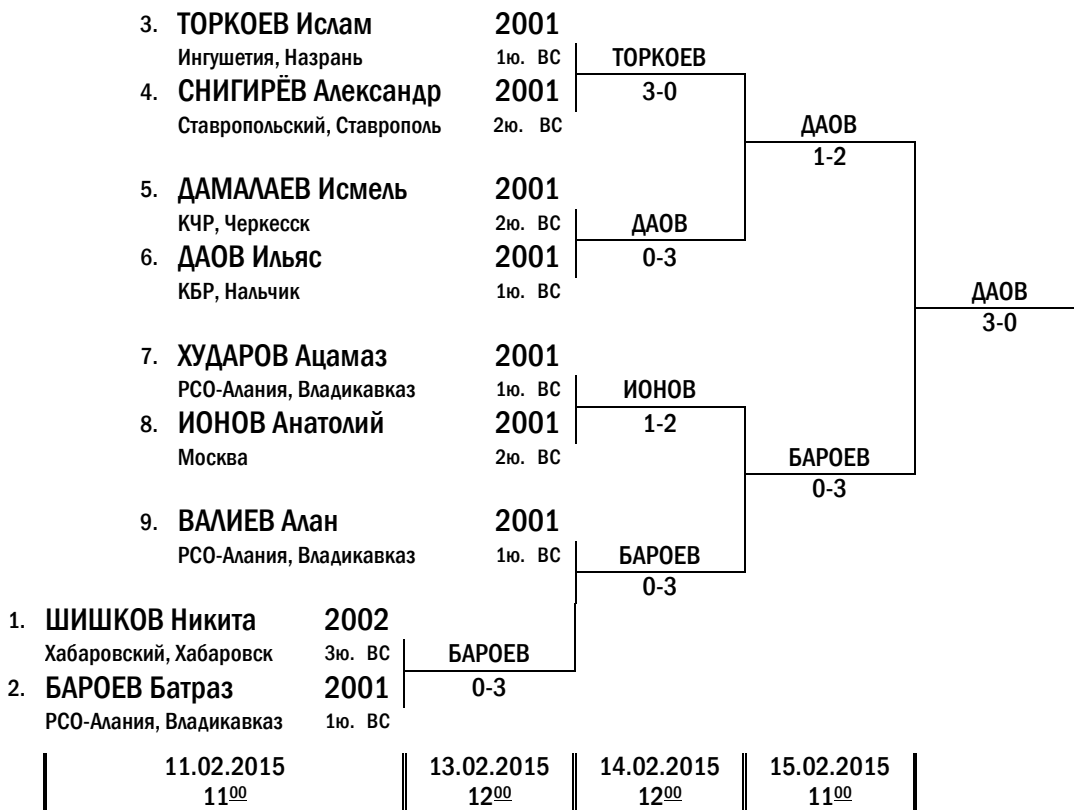 3. ТОРКОЕВ Ислам 2001
Ингушетия, Назрань 1ю. ВС ТОРКОЕВ
4. СНИГИРЁВ Александр 2001 3-0
Ставропольский, Ставрополь 2ю. ВС ДАОВ
1-2
5. ДАМАЛАЕВ Исмель 2001
КЧР, Черкесск 2ю. ВС ДАОВ
6. ДАОВ Ильяс 2001 0-3
КБР, Нальчик 1ю. ВС ДАОВ
3-0
7. ХУДАРОВ Ацамаз 2001
РСО-Алания, Владикавказ 1ю. ВС ИОНОВ
8. ИОНОВ Анатолий 2001 1-2
Москва 2ю. ВС БАРОЕВ
0-3
9. ВАЛИЕВ Алан 2001
РСО-Алания, Владикавказ 1ю. ВС БАРОЕВ
0-3
1. ШИШКОВ Никита 2002
Хабаровский, Хабаровск 3ю. ВС БАРОЕВ
2. БАРОЕВ Батраз 2001 0-3
РСО-Алания, Владикавказ 1ю. ВС
11.02.2015 13.02.2015 14.02.2015 15.02.2015
1100 1200 1200 1100